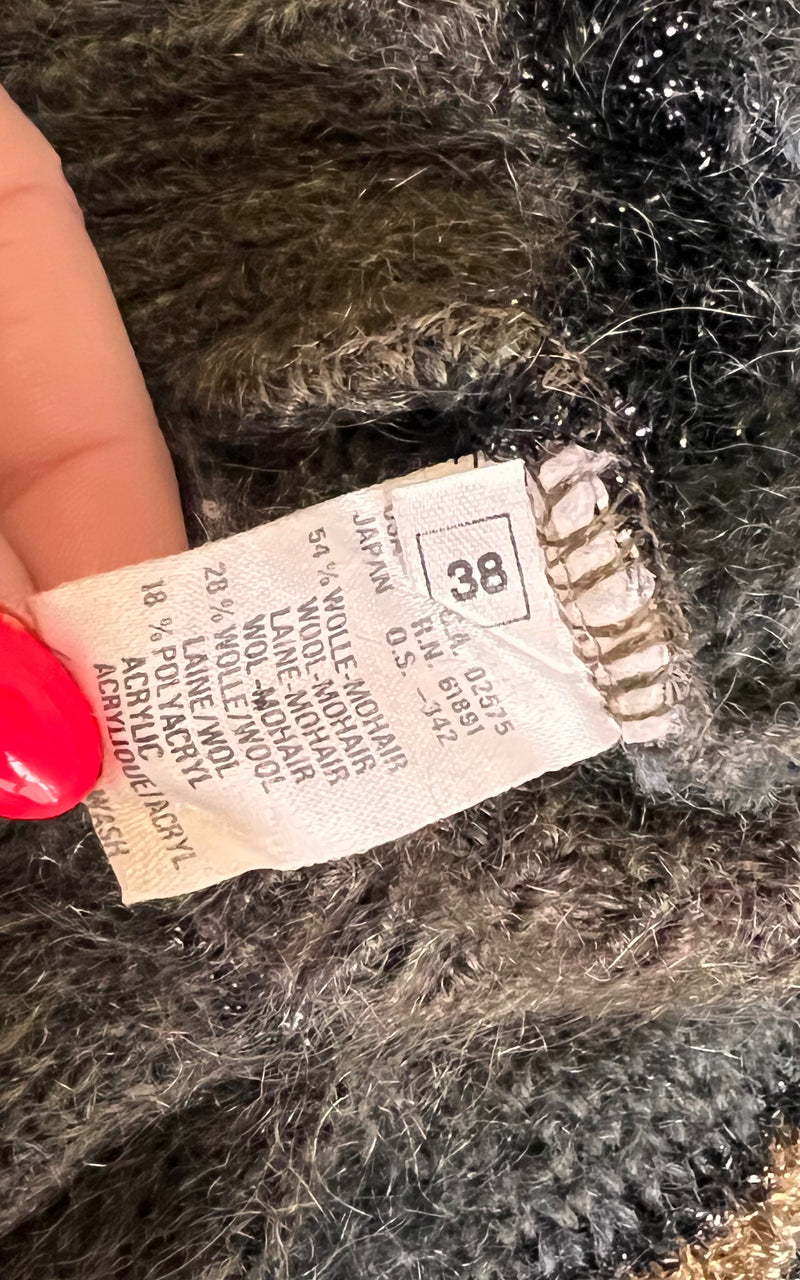 38
C.A. 02575
R.N. 61891
Q.S. —342
USA
JAPAN
54 % WOLLE-MOHAIR
WOOL-MOHAIR
LAINE-MOHAIR
WOL-MOHAIR
28 % WOLLE/WOOL
LAINE/WOL
18 % POLYACRYL
ACRYLIC
ACRYLIQUE/ACRYL
WASH